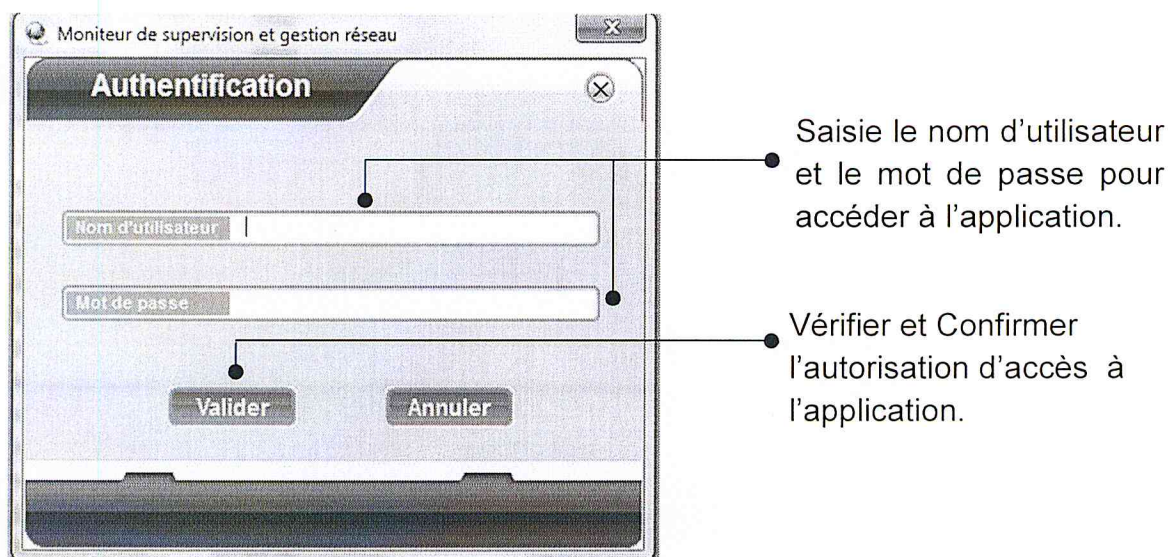 Moniteur de supervision et gestion réseau
Authentification
Nom d'utilisateur
Mot de passe
Valider
Annuler
Saisie le nom d'utilisateur
et le mot de passe pour
accéder à l'application.
Vérifier et Confirmer
l'autorisation d'accès à
l'application.